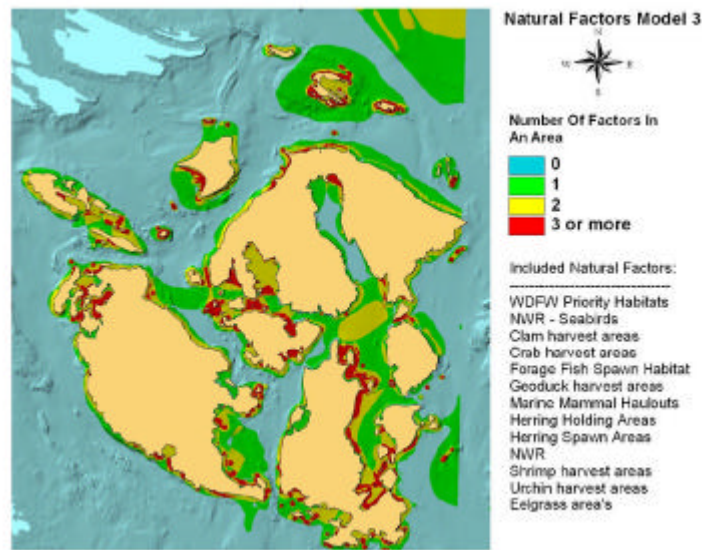 Natural Factors Model 3
N
W E
S
Number Of Factors In
An Area
0
1
2
3 or more
Included Natural Factors:
--------------------------------
WDFW Priority Habitats
NWR - Seabirds
Clam harvest areas
Crab harvest areas
Forage Fish Spawn Habitat
Geoduck harvest areas
Marine Mammal Haulouts
Herring Holding Areas
Herring Spawn Areas
NWR
Shrimp harvest areas
Urchin harvest areas
Eelgrass area's